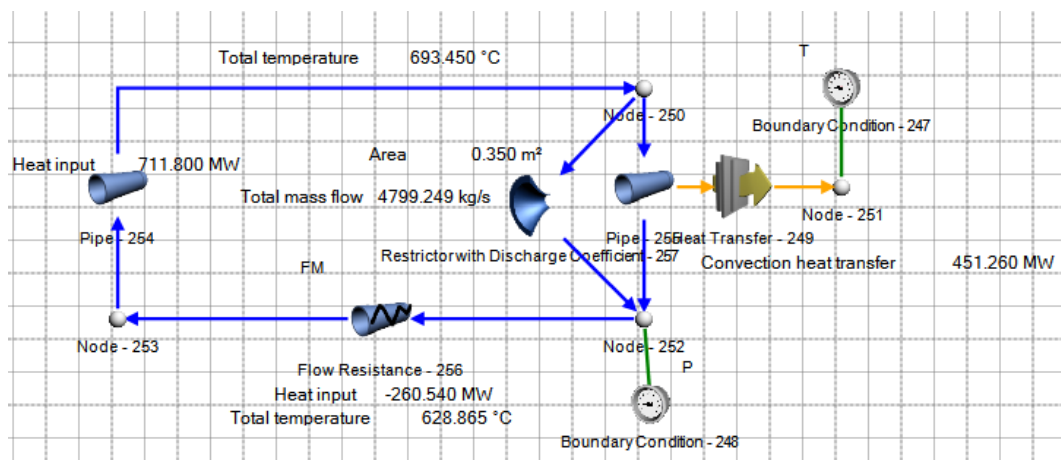 Total temperature 693.450 °C
T
Node - 250
Boundary Condition - 247
Heat input 711.800 MW
Area 0.350 m²
Total mass flow 4799.249 kg/s
Node - 251
Pipe - 254
Pipe - 255
Heat Transfer - 249
Restrictor with Discharge Coefficient - 257
Convection heat transfer 451.260 MW
FM
Node - 253
Node - 252
Flow Resistance - 256
P
Heat input -260.540 MW
Total temperature 628.865 °C
Boundary Condition - 248